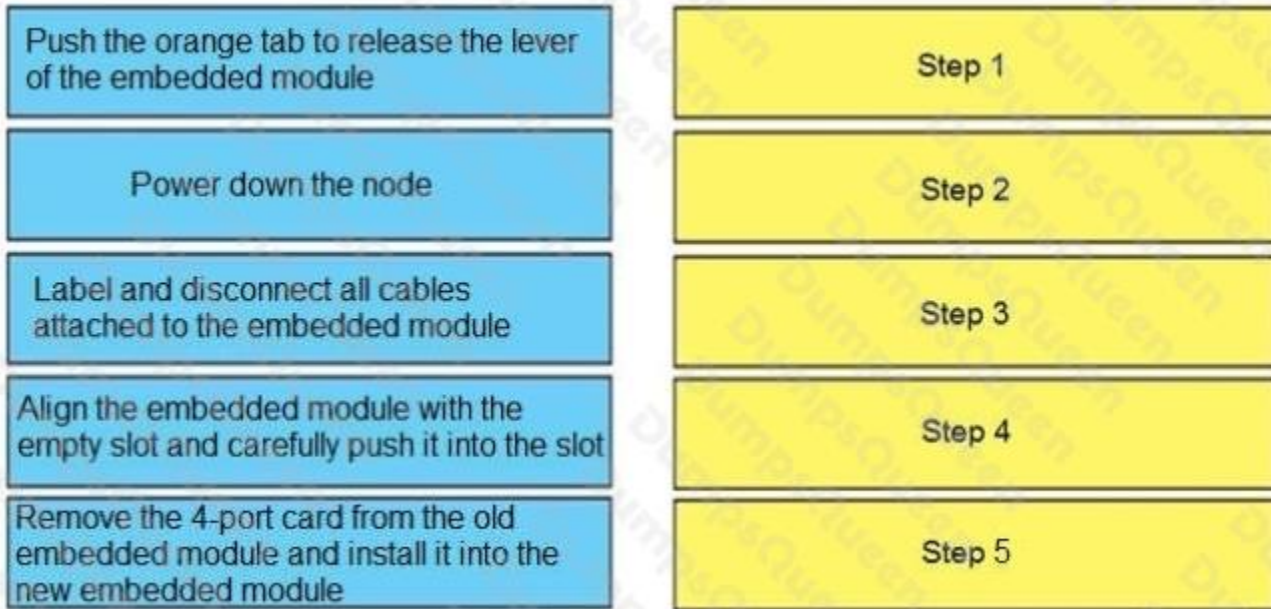 Push the orange tab to release the lever
of the embedded module
Step 1
Power down the node
Step 2
Label and disconnect all cables
attached to the embedded module
Step 3
Align the embedded module with the
empty slot and carefully push it into the slot
Step 4
Remove the 4-port card from the old
embedded module and install it into the
new embedded module
Step 5
DumpsQueen